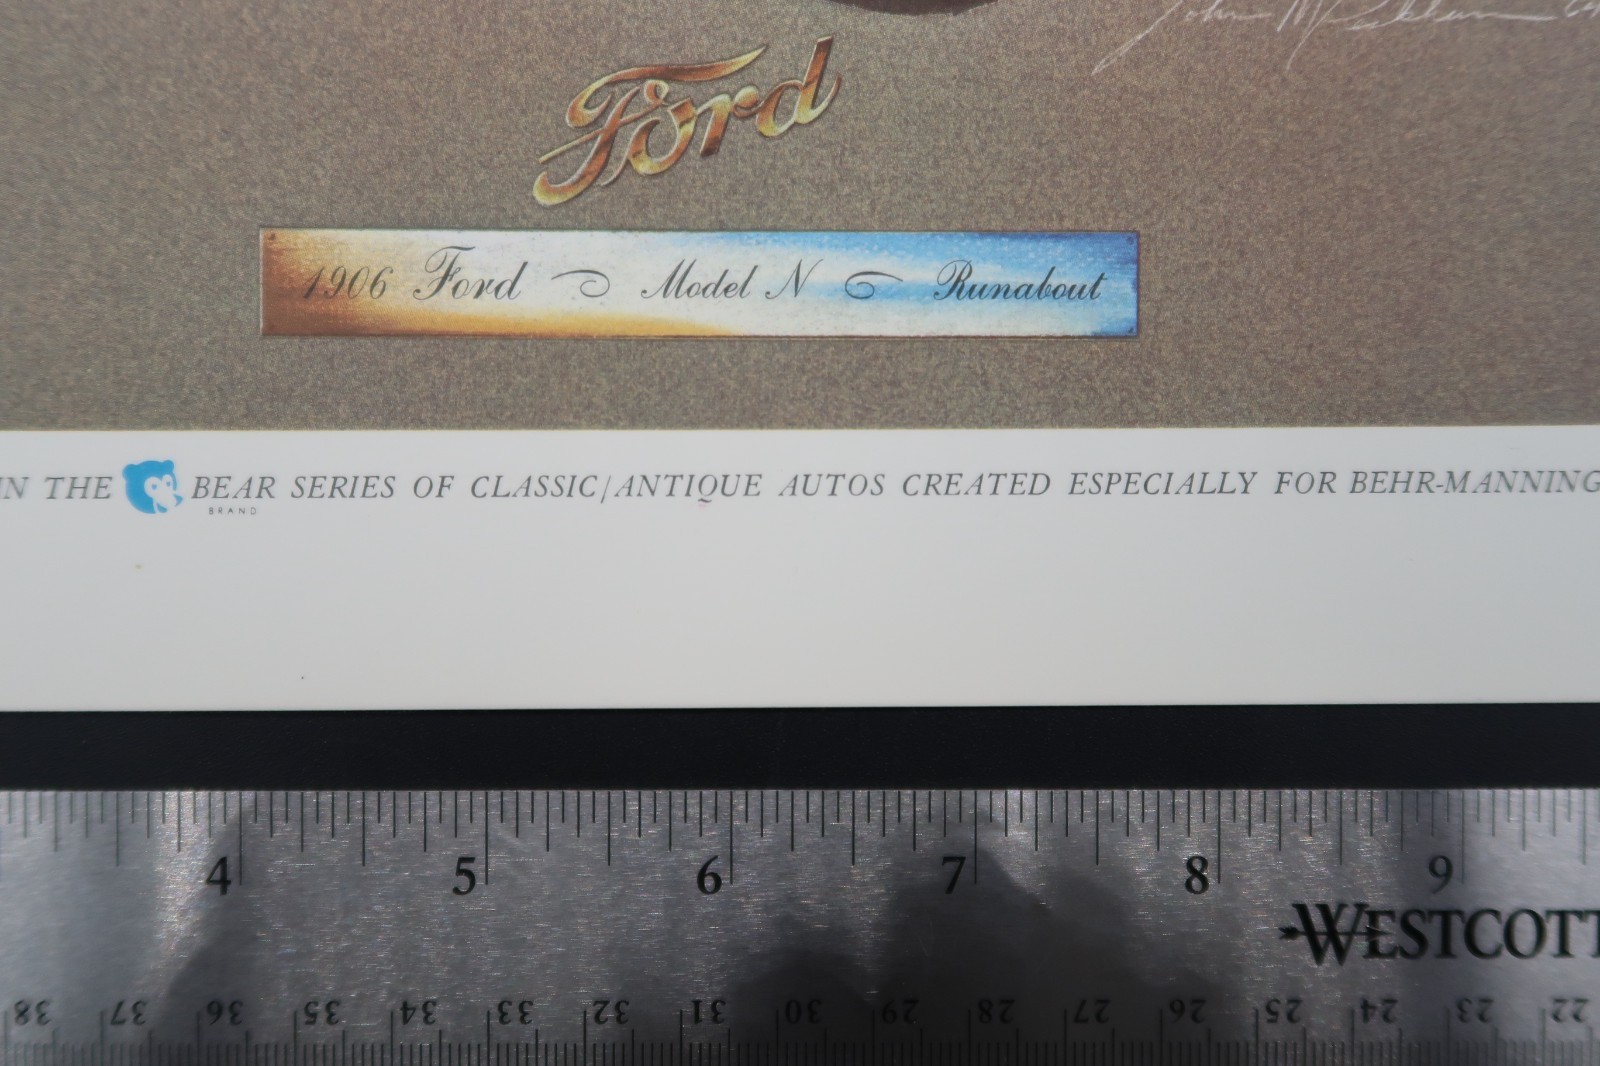 Ford
1906 Ford Model N Runabout
IN THE BEAR SERIES OF CLASSIC/ANTIQUE AUTOS CREATED ESPECIALLY FOR BEHR-MANNING
BRAND
4 5 6 7 8 9
WESTCOTT
38 37 36 35 34 33 32 31 30 29 28 27 26 25 24 23 22